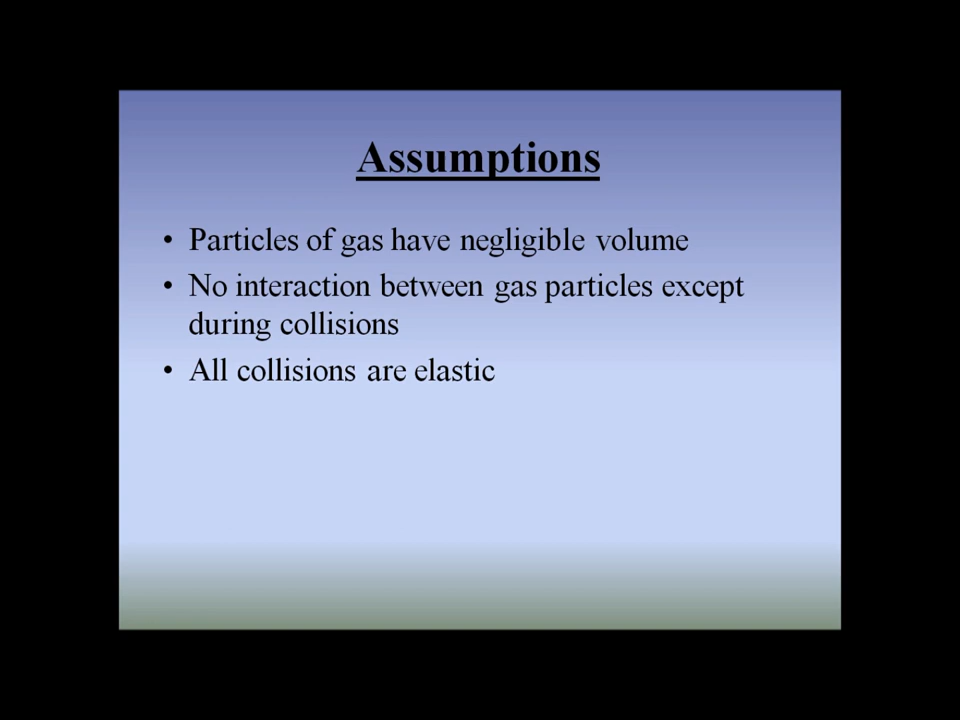 Assumptions
• Particles of gas have negligible volume
• No interaction between gas particles except
during collisions
• All collisions are elastic